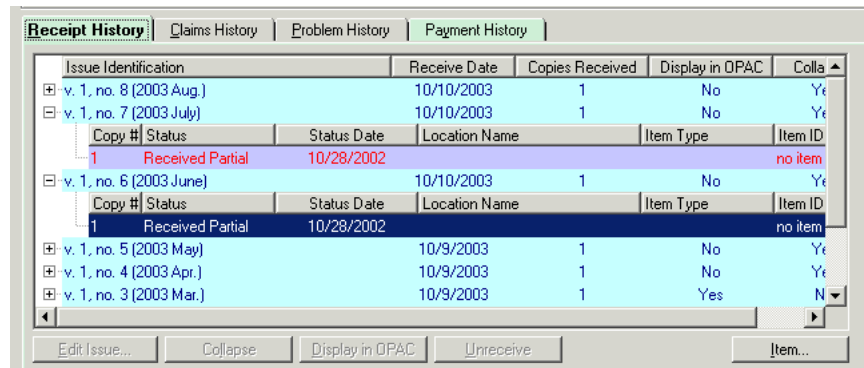 Receipt History Claims History Problem History Payment History
Issue Identification Receive Date Copies Received Display in OPAC Colla
v. 1, no. 8 (2003 Aug.) 10/10/2003 1 No Ye
v. 1, no. 7 (2003 July) 10/10/2003 1 No Ye
Copy # Status Status Date Location Name Item Type Item ID
1 Received Partial 10/28/2002 no item
v. 1, no. 6 (2003 June) 10/10/2003 1 No Ye
Copy # Status Status Date Location Name Item Type Item ID
1 Received Partial 10/28/2002 no item
v. 1, no. 5 (2003 May) 10/9/2003 1 No Ye
v. 1, no. 4 (2003 Apr.) 10/9/2003 1 No Ye
v. 1, no. 3 (2003 Mar.) 10/9/2003 1 Yes N
Edit Issue... Collapse Display in OPAC Unreceive Item...